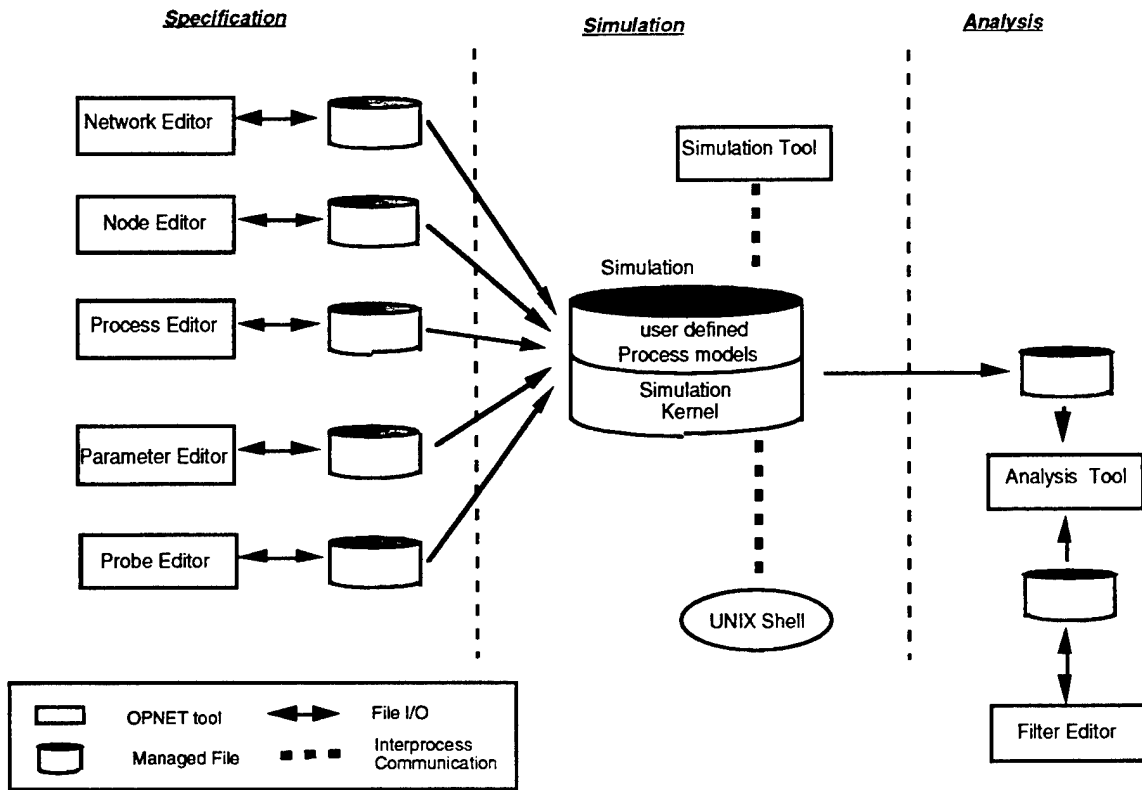 Specification
Simulation
Analysis
Network Editor
Node Editor
Process Editor
Parameter Editor
Probe Editor
Simulation Tool
Simulation
user defined
Process models
Simulation
Kernel
UNIX Shell
Analysis Tool
Filter Editor
OPNET tool
File I/O
Managed File
Interprocess
Communication